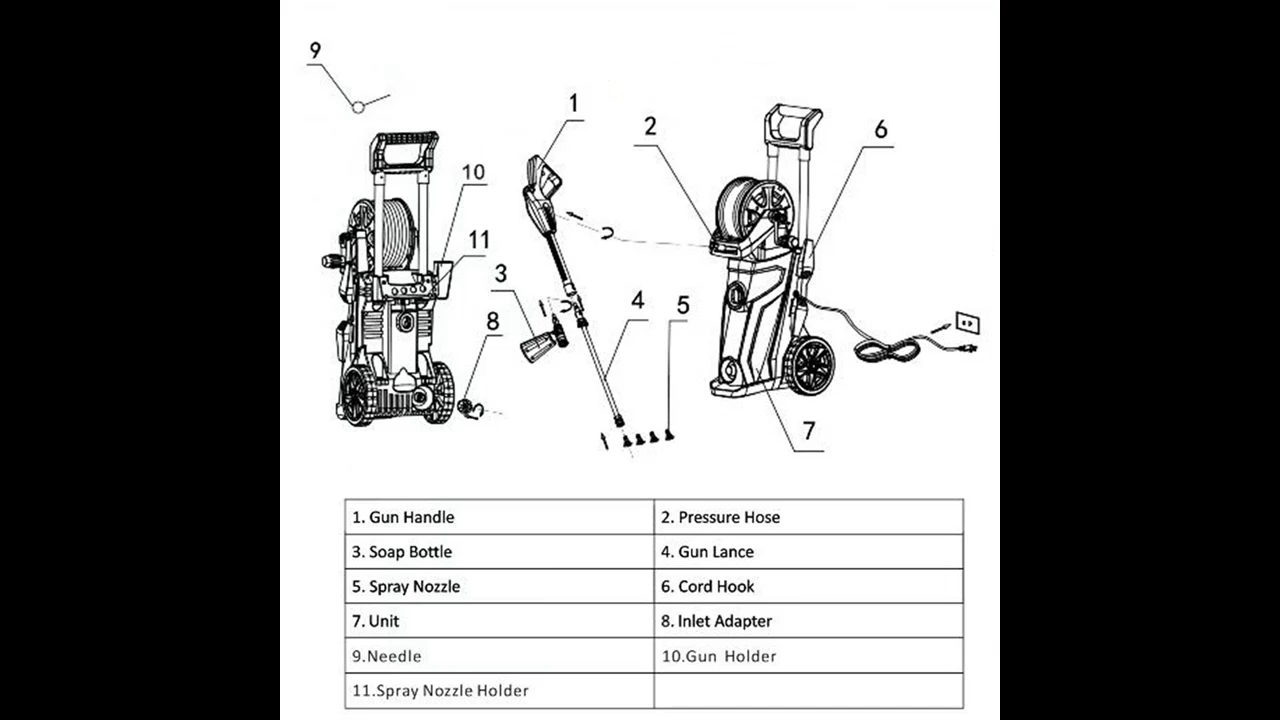 9
1
2
6
10
11
3
4
5
8
7
1. Gun Handle
2. Pressure Hose
3. Soap Bottle
4. Gun Lance
5. Spray Nozzle
6. Cord Hook
7. Unit
8. Inlet Adapter
9.Needle
10.Gun Holder
11.Spray Nozzle Holder